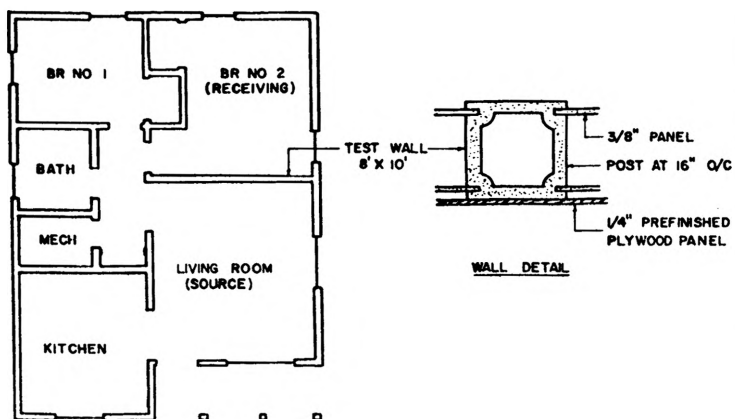 BR NO 1
BR NO 2
(RECEIVING)
BATH
MECH
LIVING ROOM
(SOURCE)
KITCHEN
TEST WALL
8' X 10'
3/8" PANEL
POST AT 16" O/C
1/4" PREFINISHED
PLYWOOD PANEL
WALL DETAIL